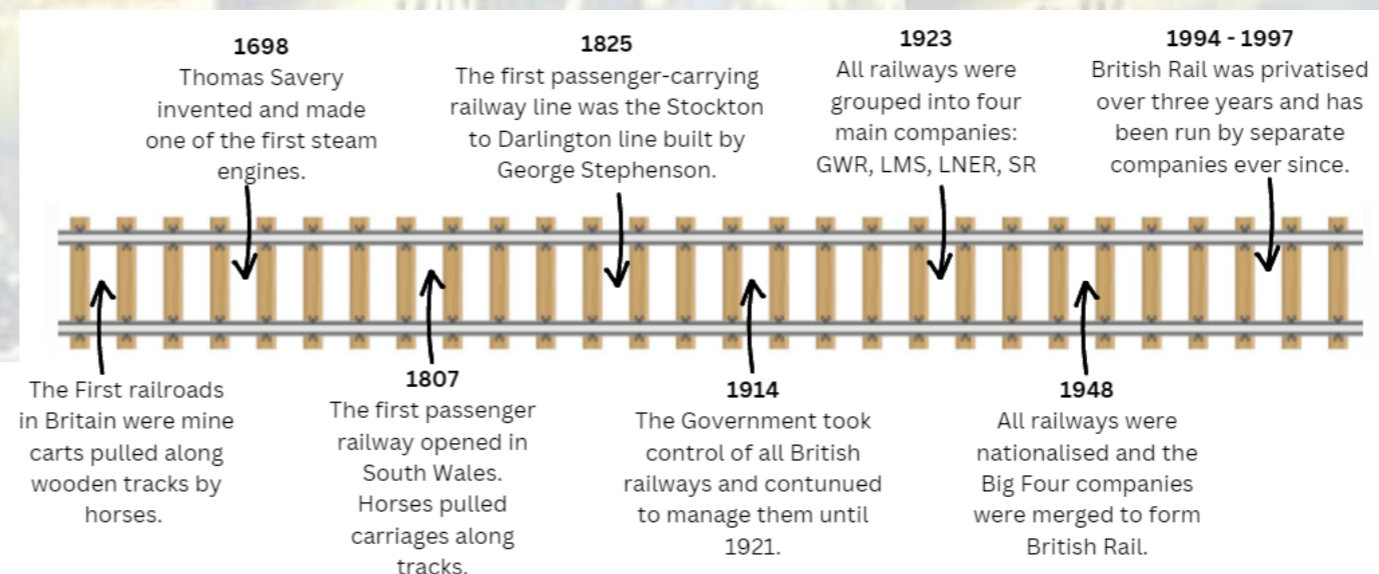 1698
Thomas Savery
invented and made
one of the first steam
engines.
1825
The first passenger-carrying
railway line was the Stockton
to Darlington line built by
George Stephenson.
1923
All railways were
grouped into four
main companies:
GWR, LMS, LNER, SR
1994 - 1997
British Rail was privatised
over three years and has
been run by separate
companies ever since.
The First railroads
in Britain were mine
carts pulled along
wooden tracks by
horses.
1807
The first passenger
railway opened in
South Wales.
Horses pulled
carriages along
tracks.
1914
The Government took
control of all British
railways and contunued
to manage them until
1921.
1948
All railways were
nationalised and the
Big Four companies
were merged to form
British Rail.